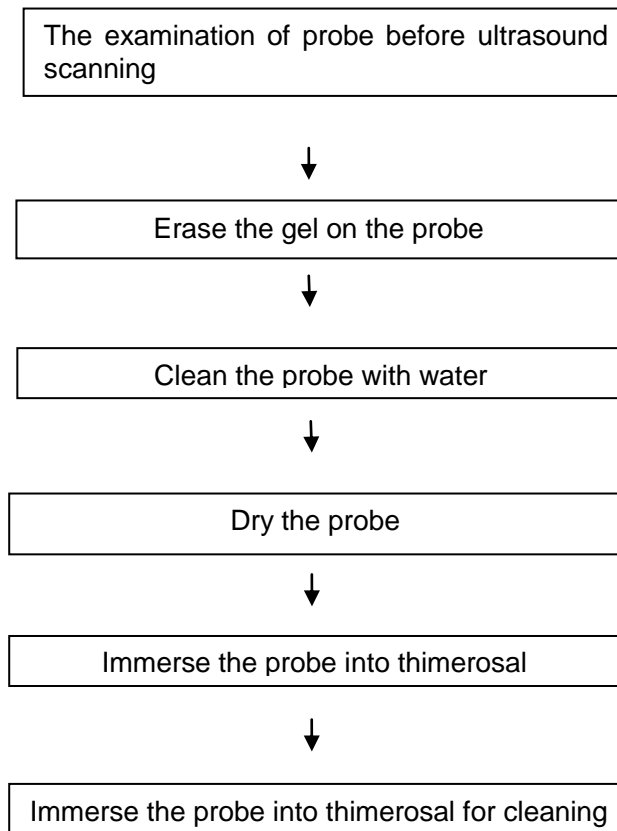 The examination of probe before ultrasound
scanning
Erase the gel on the probe
Clean the probe with water
Dry the probe
Immerse the probe into thimerosal
Immerse the probe into thimerosal for cleaning